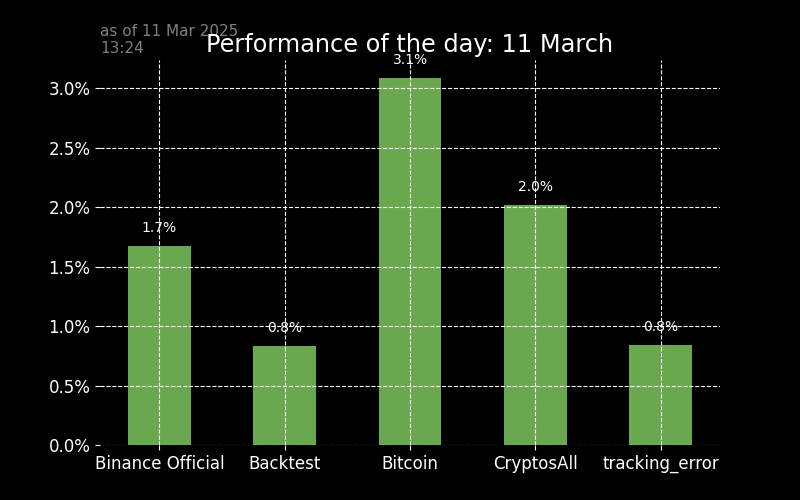 as of 11 Mar 2025
13:24
Performance of the day: 11 March
3.0%
2.5%
2.0%
1.5%
1.0%
0.5%
0.0%
1.7%
0.8%
3.1%
2.0%
0.8%
Binance Official
Backtest
Bitcoin
CryptosAll
tracking_error